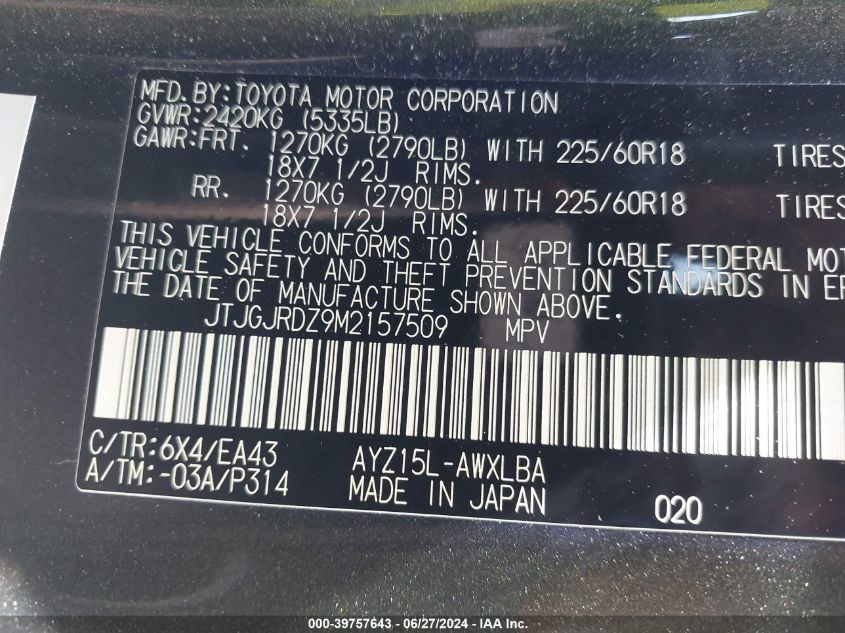 MFD.BY:TOYOTA MOTOR CORPORATION
GVWR:2420KG (5335LB)
GAWR:FRT. 1270KG (2790LB) WITH 225/60R18 TIRES
18X7 1/2J RIMS.
RR. 1270KG (2790LB) WITH 225/60R18 TIRES
18X7 1/2J RIMS.
THIS VEHICLE CONFORMS TO ALL APPLICABLE FEDERAL MOT
VEHICLE SAFETY AND THEFT PREVENTION STANDARDS IN EF
THE DATE OF MANUFACTURE SHOWN ABOVE.
JTJGJRDZ9M2157509 MPV
C/TR:6X4/EA43 AYZ15L-AWXLBA
A/TM:-03A/P314 MADE IN JAPAN 020
000-39757643 - 06/27/2024 - IAA Inc.